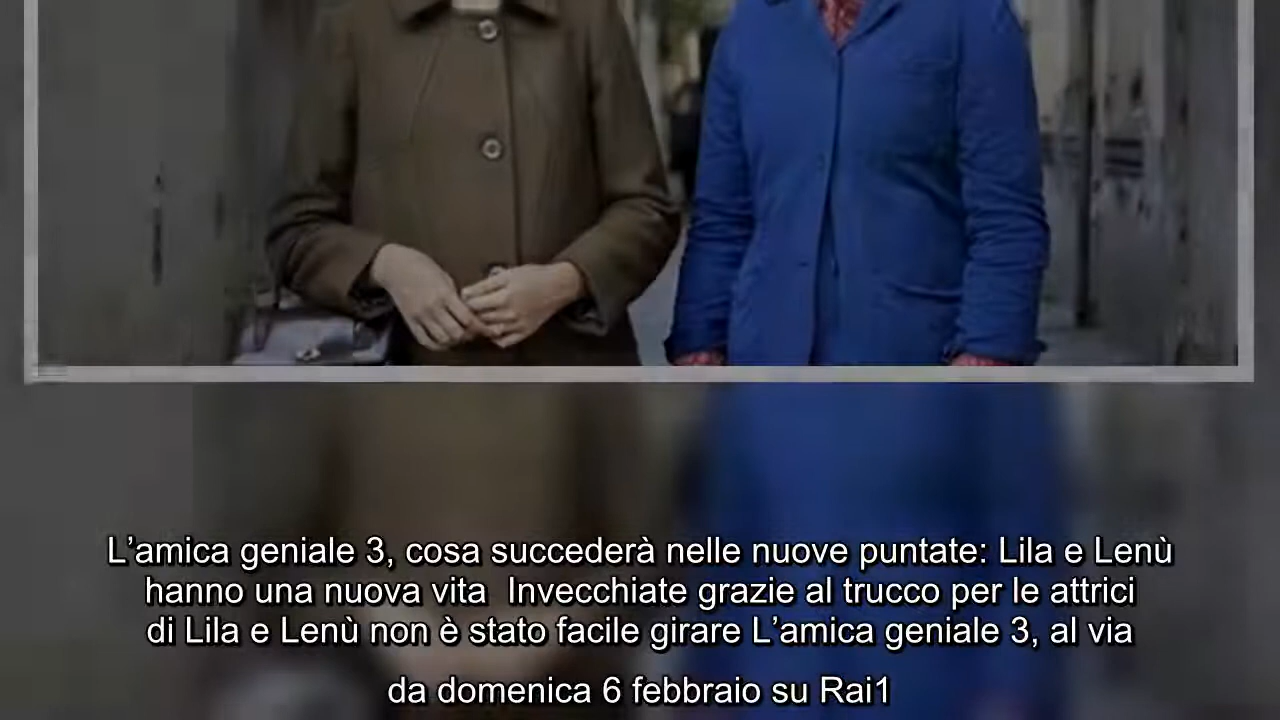 L’amica geniale 3, cosa succederà nelle nuove puntate: Lila e Lenù
hanno una nuova vita  Invecchiate grazie al trucco per le attrici
di Lila e Lenù non è stato facile girare L’amica geniale 3, al via
da domenica 6 febbraio su Rai1